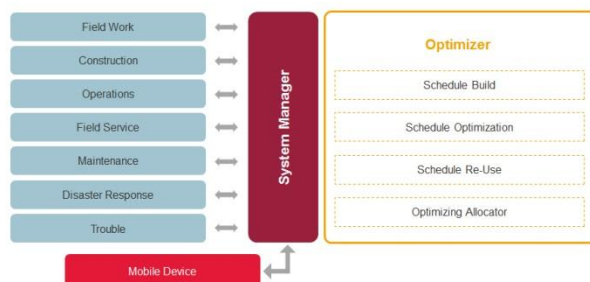 Field Work
Construction
Operations
Field Service
Maintenance
Disaster Response
Trouble
Mobile Device
System Manager
Optimizer
Schedule Build
Schedule Optimization
Schedule Re-Use
Optimizing Allocator